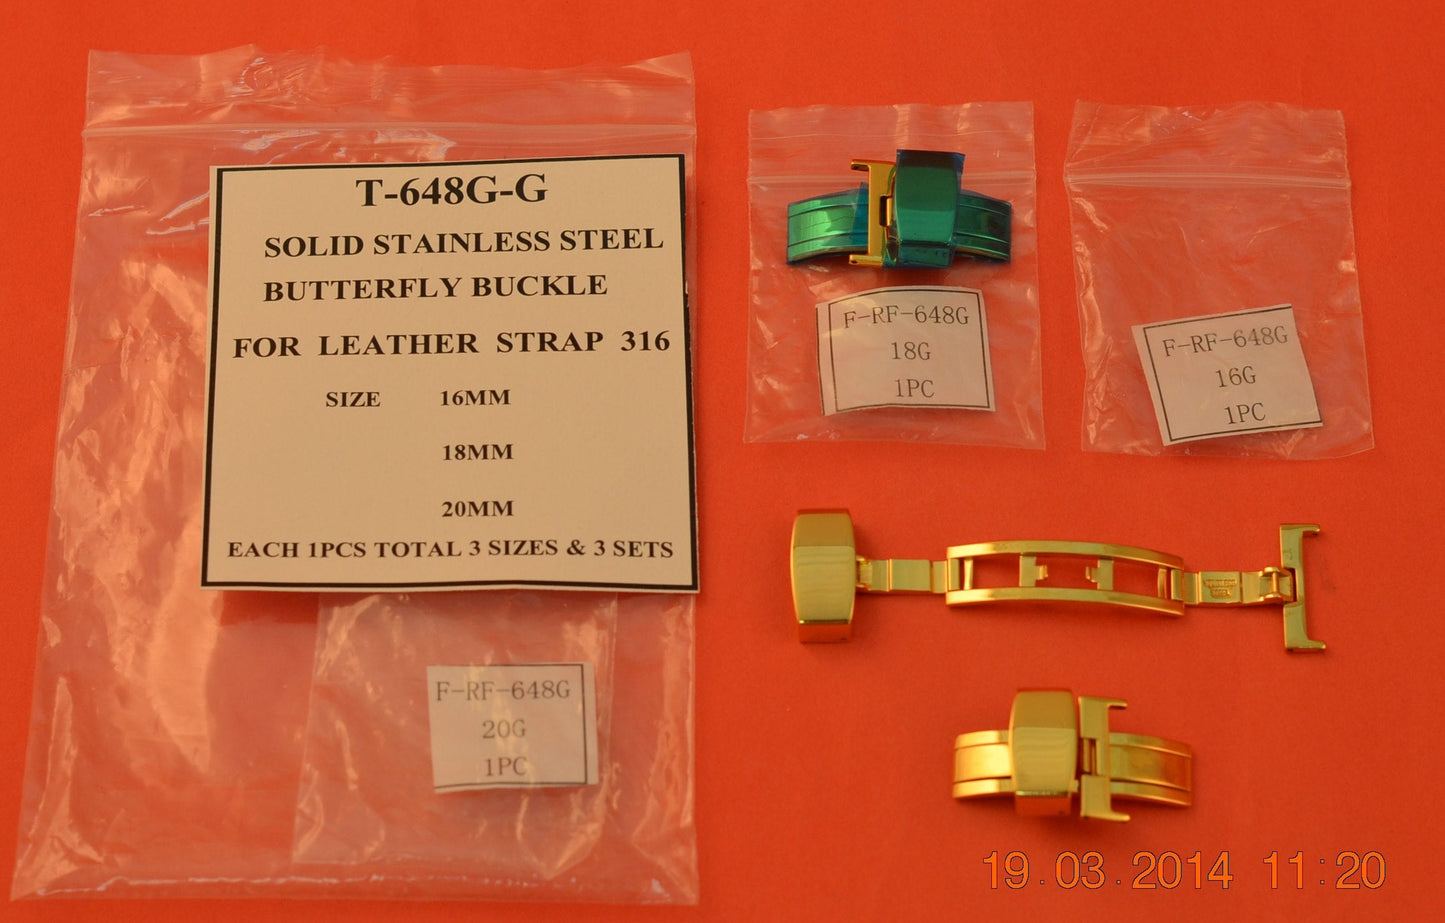 T-648G-G
SOLID STAINLESS STEEL
BUTTERFLY BUCKLE
FOR LEATHER STRAP 316
SIZE 16MM
18MM
20MM
EACH 1PCS TOTAL 3 SIZES & 3 SETS
F-RF-648G
20G
1PC
F-RF-648G
18G
1PC
F-RF-648G
16G
1PC
19.03.2014 11:20